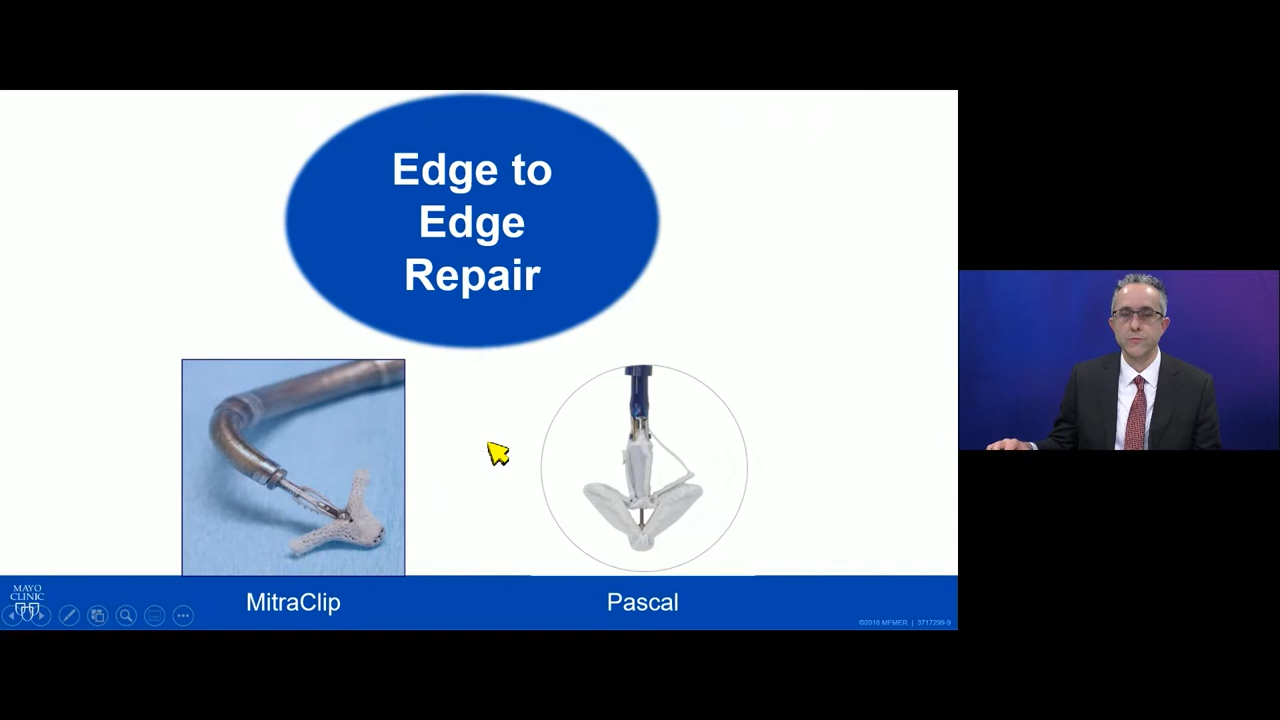 Edge to
Edge
Repair
MAYO
CLINIC
MitraClip
Pascal
©2018 MFMER | 3717299-9